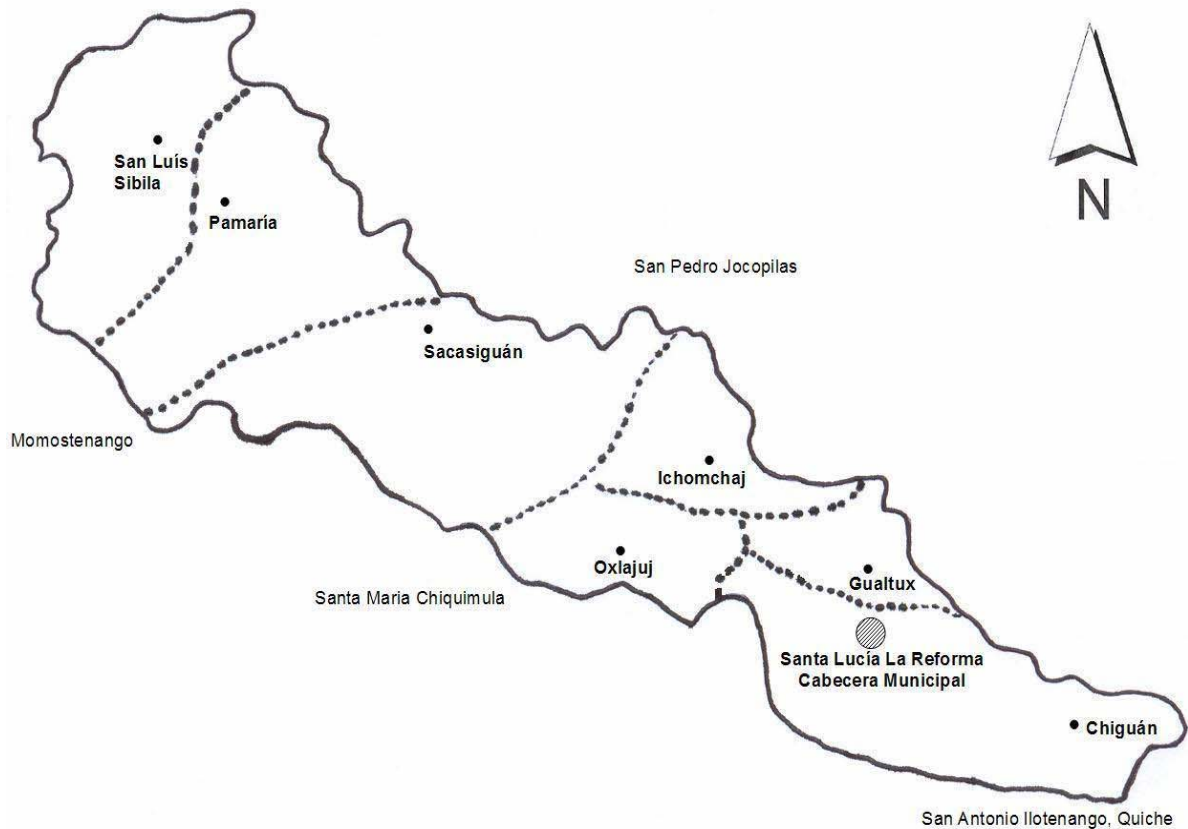 N
San Luís
Sibila
Pamaría
San Pedro Jocopilas
Sacasiguán
Momostenango
Ichomchaj
Oxlajuj
Gualtux
Santa Maria Chiquimula
Santa Lucía La Reforma
Cabecera Municipal
Chiguán
San Antonio Ilotenango, Quiche